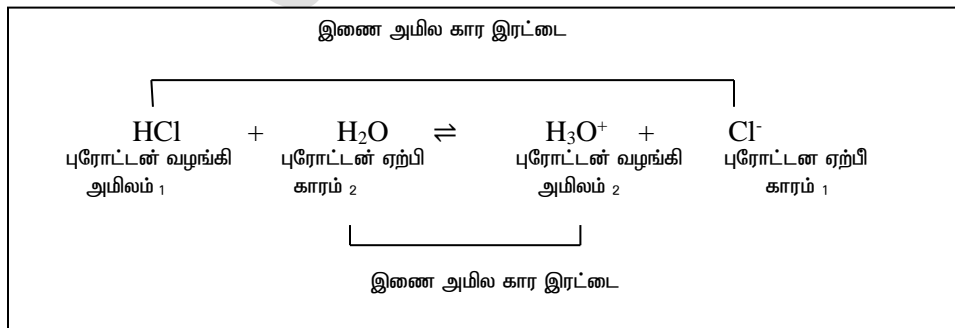 இணை அமில கார இரட்டை
HCl + H₂O ⇌ H₃O⁺ + Cl⁻
புரோட்டன் வழங்கி புரோட்டன் ஏற்பி புரோட்டன் வழங்கி புரோட்டன ஏற்பீ
அமிலம் ₁ காரம் ₂ அமிலம் ₂ காரம் ₁
இணை அமில கார இரட்டை